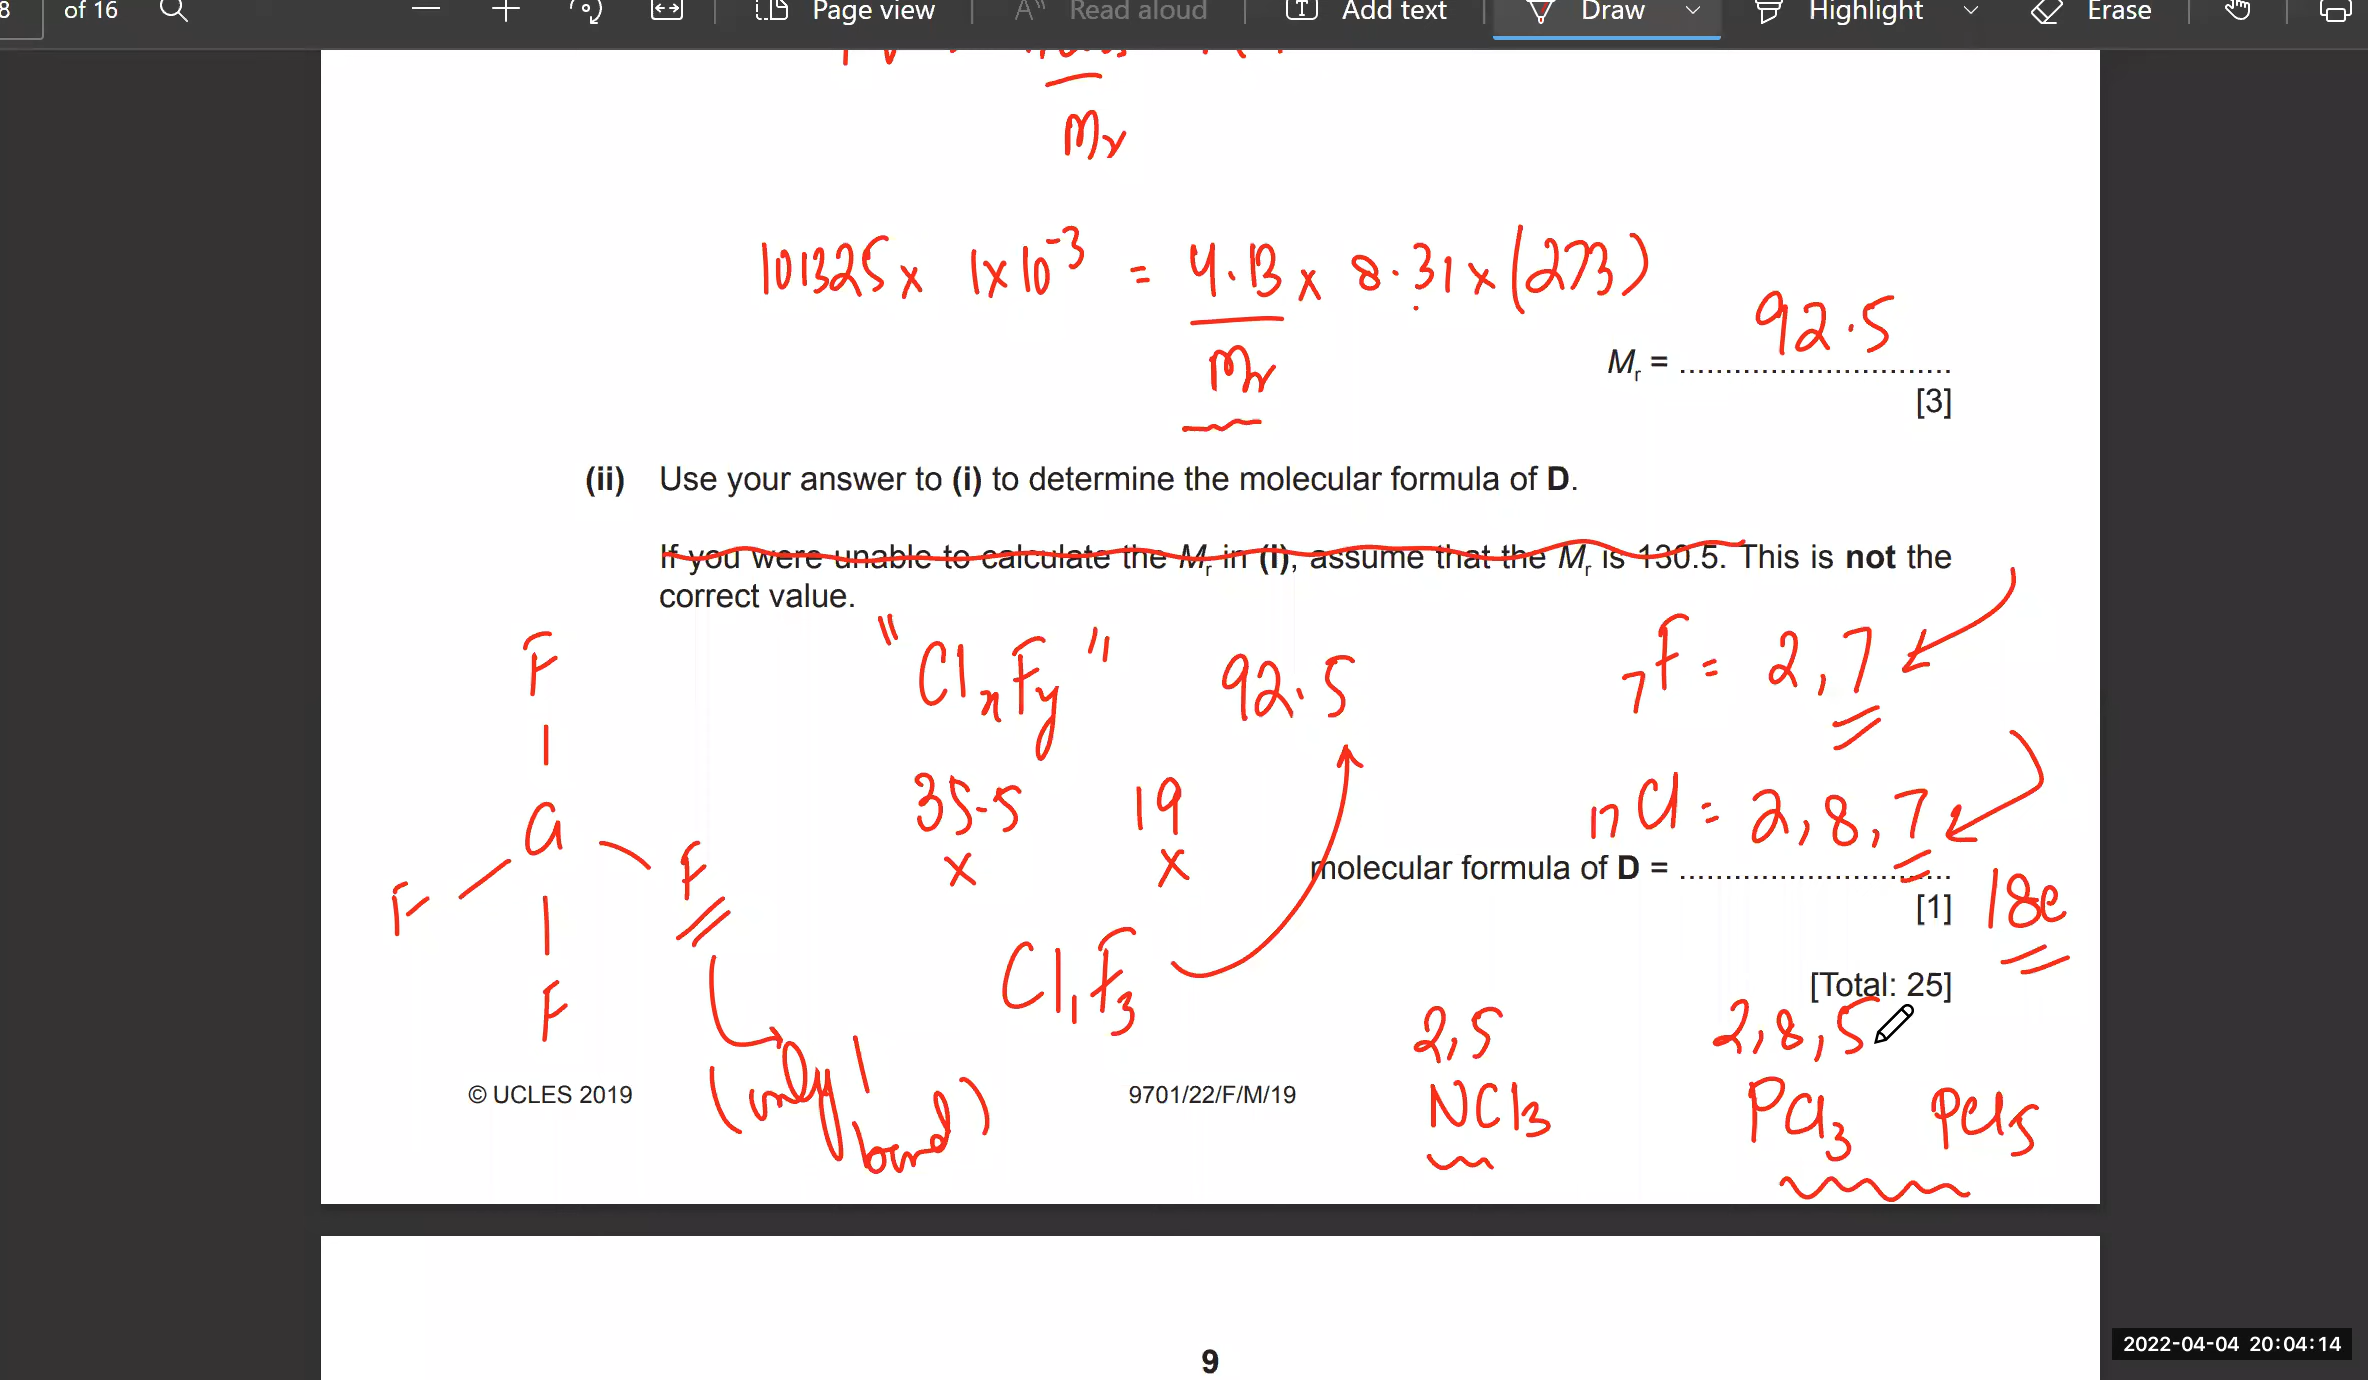 8 of 16 Page view Read aloud Add text Draw Highlight Erase
Mr
101325 x 1x10⁻³ = 4.13 x 8.31 x (273)
Mr
92.5
Mr = ..............................
[3]
(ii) Use your answer to (i) to determine the molecular formula of D.
If you were unable to calculate the Mr in (i), assume that the Mr is 130.5. This is not the
correct value.
"ClxFy" 92.5
35.5 19
x x
Cl1F3
F
Cl
F F
F
(only 1
bond)
7F = 2,7
17Cl = 2,8,7
molecular formula of D = ..............................
[1]
18e
[Total: 25]
2,5 2,8,5
NCl3 PCl3 PCl5
© UCLES 2019 9701/22/F/M/19
9
2022-04-04 20:04:14